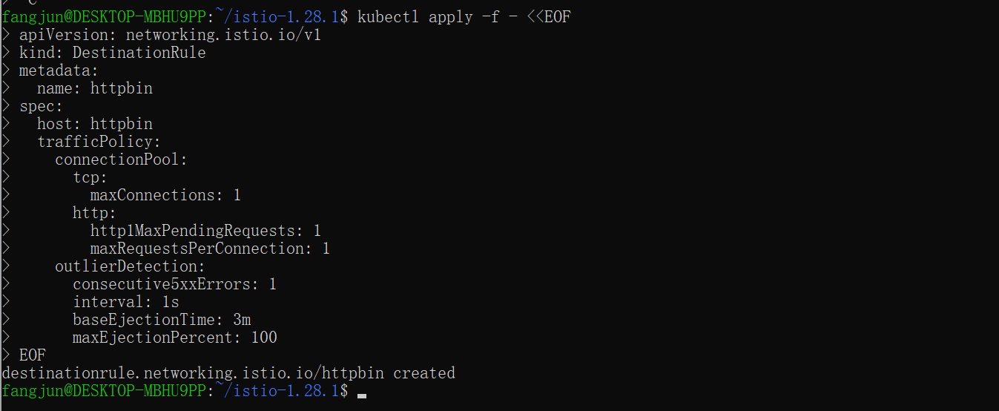 > ^C
fangjun@DESKTOP-MBHU9PP:~/istio-1.28.1$ kubectl apply -f - <<EOF
> apiVersion: networking.istio.io/v1
> kind: DestinationRule
> metadata:
>   name: httpbin
> spec:
>   host: httpbin
>   trafficPolicy:
>     connectionPool:
>       tcp:
>         maxConnections: 1
>       http:
>         http1MaxPendingRequests: 1
>         maxRequestsPerConnection: 1
>     outlierDetection:
>       consecutive5xxErrors: 1
>       interval: 1s
>       baseEjectionTime: 3m
>       maxEjectionPercent: 100
> EOF
destinationrule.networking.istio.io/httpbin created
fangjun@DESKTOP-MBHU9PP:~/istio-1.28.1$